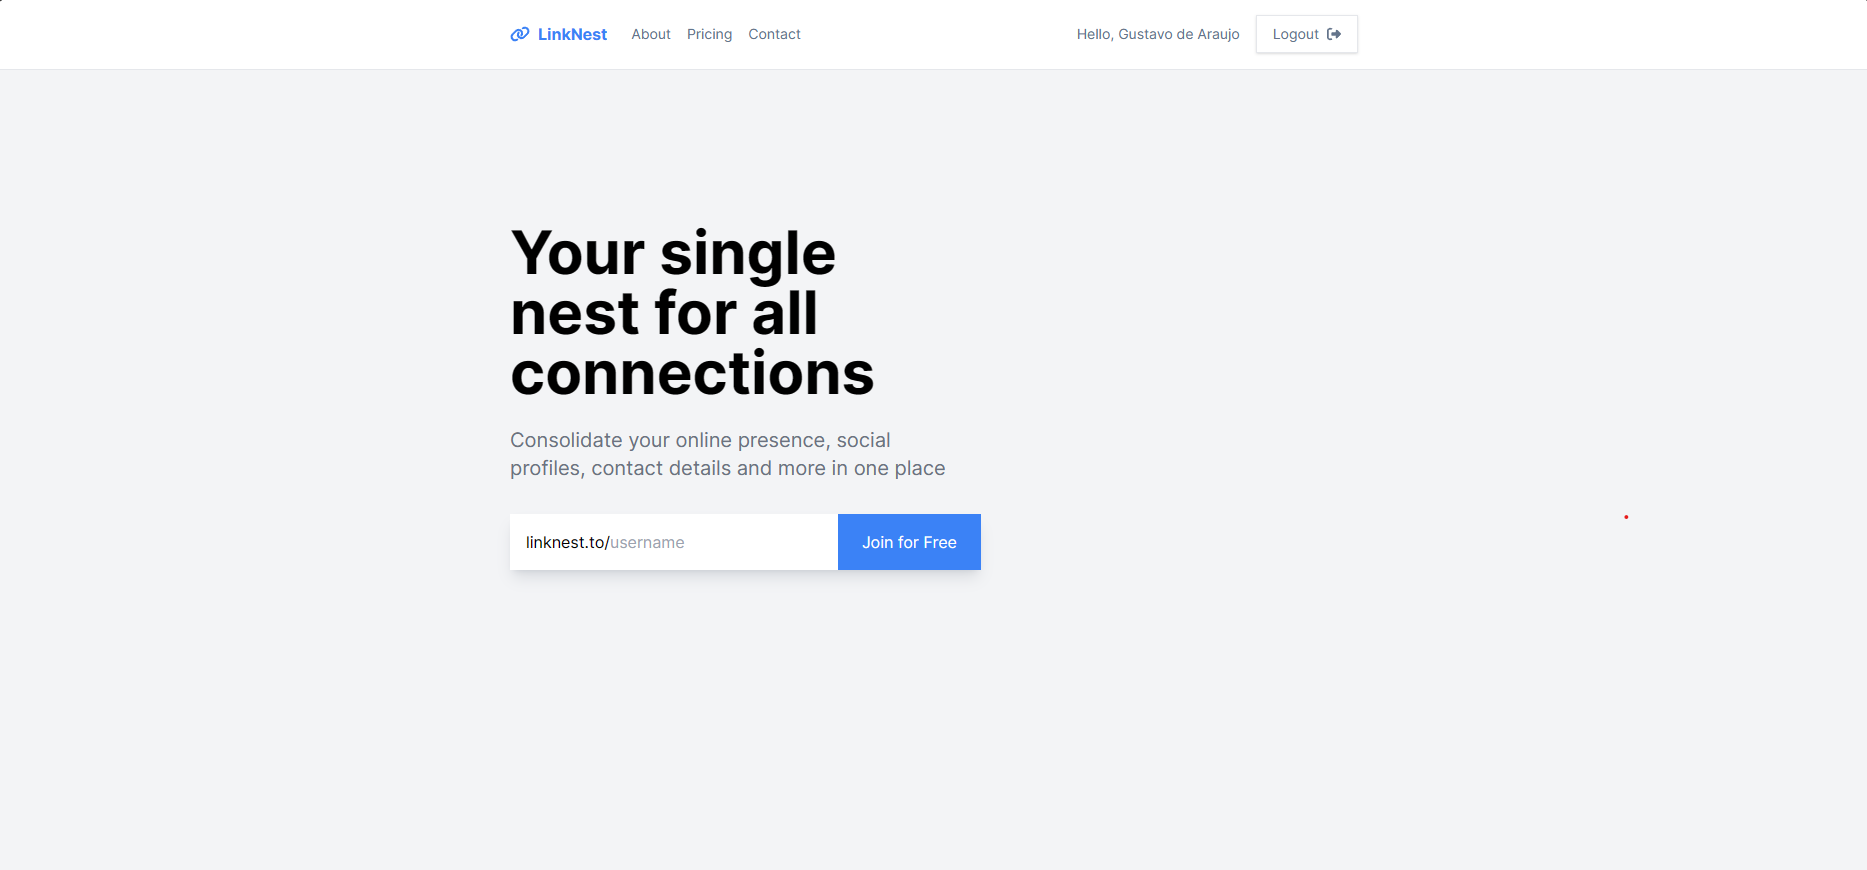 LinkNest About Pricing Contact Hello, Gustavo de Araujo Logout
Your single
nest for all
connections
Consolidate your online presence, social
profiles, contact details and more in one place
linknest.to/username Join for Free